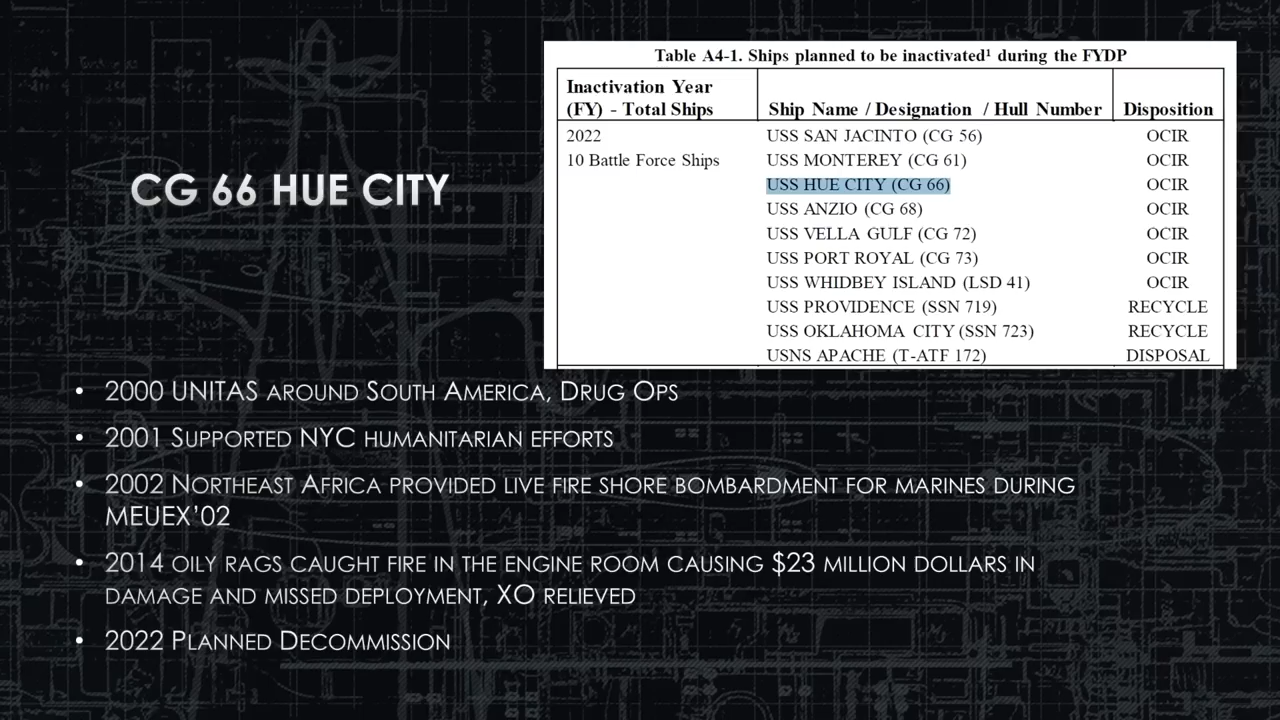 Table A4-1. Ships planned to be inactivated¹ during the FYDP
Inactivation Year
(FY) - Total Ships
Ship Name / Designation / Hull Number
Disposition
2022
USS SAN JACINTO (CG 56)
OCIR
10 Battle Force Ships
USS MONTEREY (CG 61)
OCIR
USS HUE CITY (CG 66)
OCIR
USS ANZIO (CG 68)
OCIR
USS VELLA GULF (CG 72)
OCIR
USS PORT ROYAL (CG 73)
OCIR
USS WHIDBEY ISLAND (LSD 41)
OCIR
USS PROVIDENCE (SSN 719)
RECYCLE
USS OKLAHOMA CITY (SSN 723)
RECYCLE
USNS APACHE (T-ATF 172)
DISPOSAL
CG 66 HUE CITY
• 2000 UNITAS AROUND SOUTH AMERICA, DRUG OPS
• 2001 SUPPORTED NYC HUMANITARIAN EFFORTS
• 2002 NORTHEAST AFRICA PROVIDED LIVE FIRE SHORE BOMBARDMENT FOR MARINES DURING
MEUEX'02
• 2014 OILY RAGS CAUGHT FIRE IN THE ENGINE ROOM CAUSING $23 MILLION DOLLARS IN
DAMAGE AND MISSED DEPLOYMENT, XO RELIEVED
• 2022 PLANNED DECOMMISSION